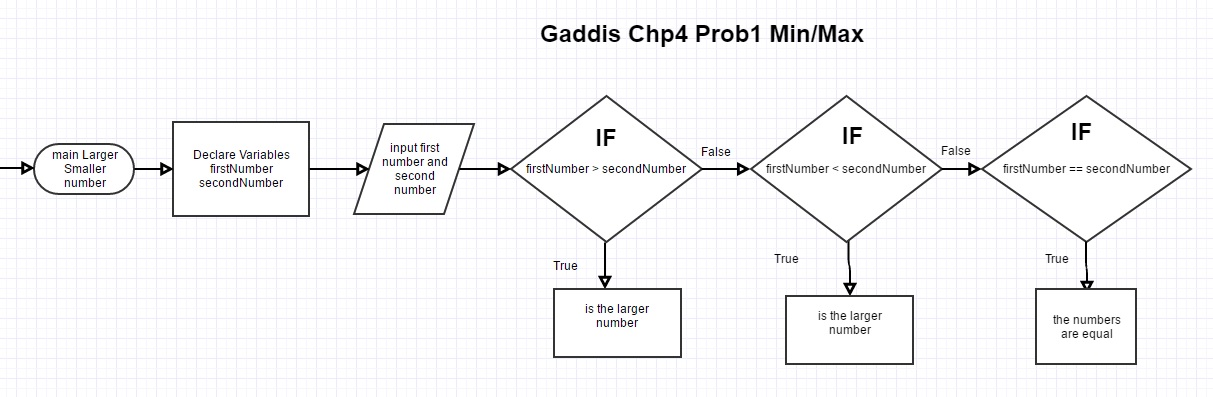 Gaddis Chp4 Prob1 Min/Max
main Larger
Smaller
number
Declare Variables
firstNumber
secondNumber
input first
number and
second
number
IF
firstNumber > secondNumber
False
True
is the larger
number
IF
firstNumber < secondNumber
False
True
is the larger
number
IF
firstNumber == secondNumber
True
the numbers
are equal